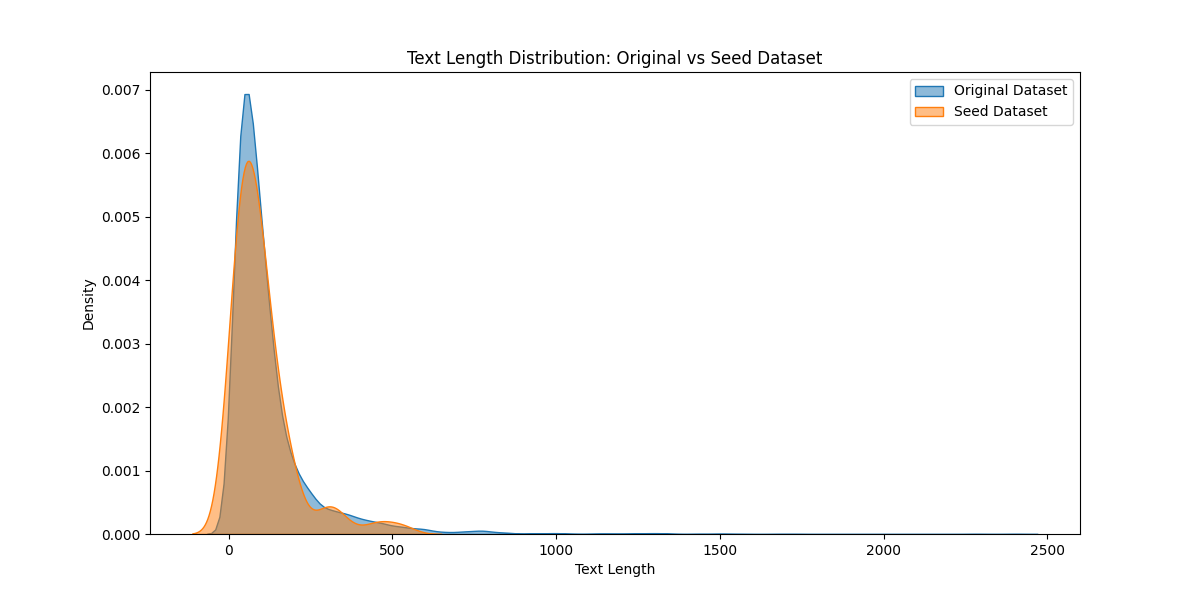 Text Length Distribution: Original vs Seed Dataset
Original Dataset
Seed Dataset
0.007
0.006
0.005
0.004
0.003
0.002
0.001
0.000
Density
0
500
1000
1500
2000
2500
Text Length